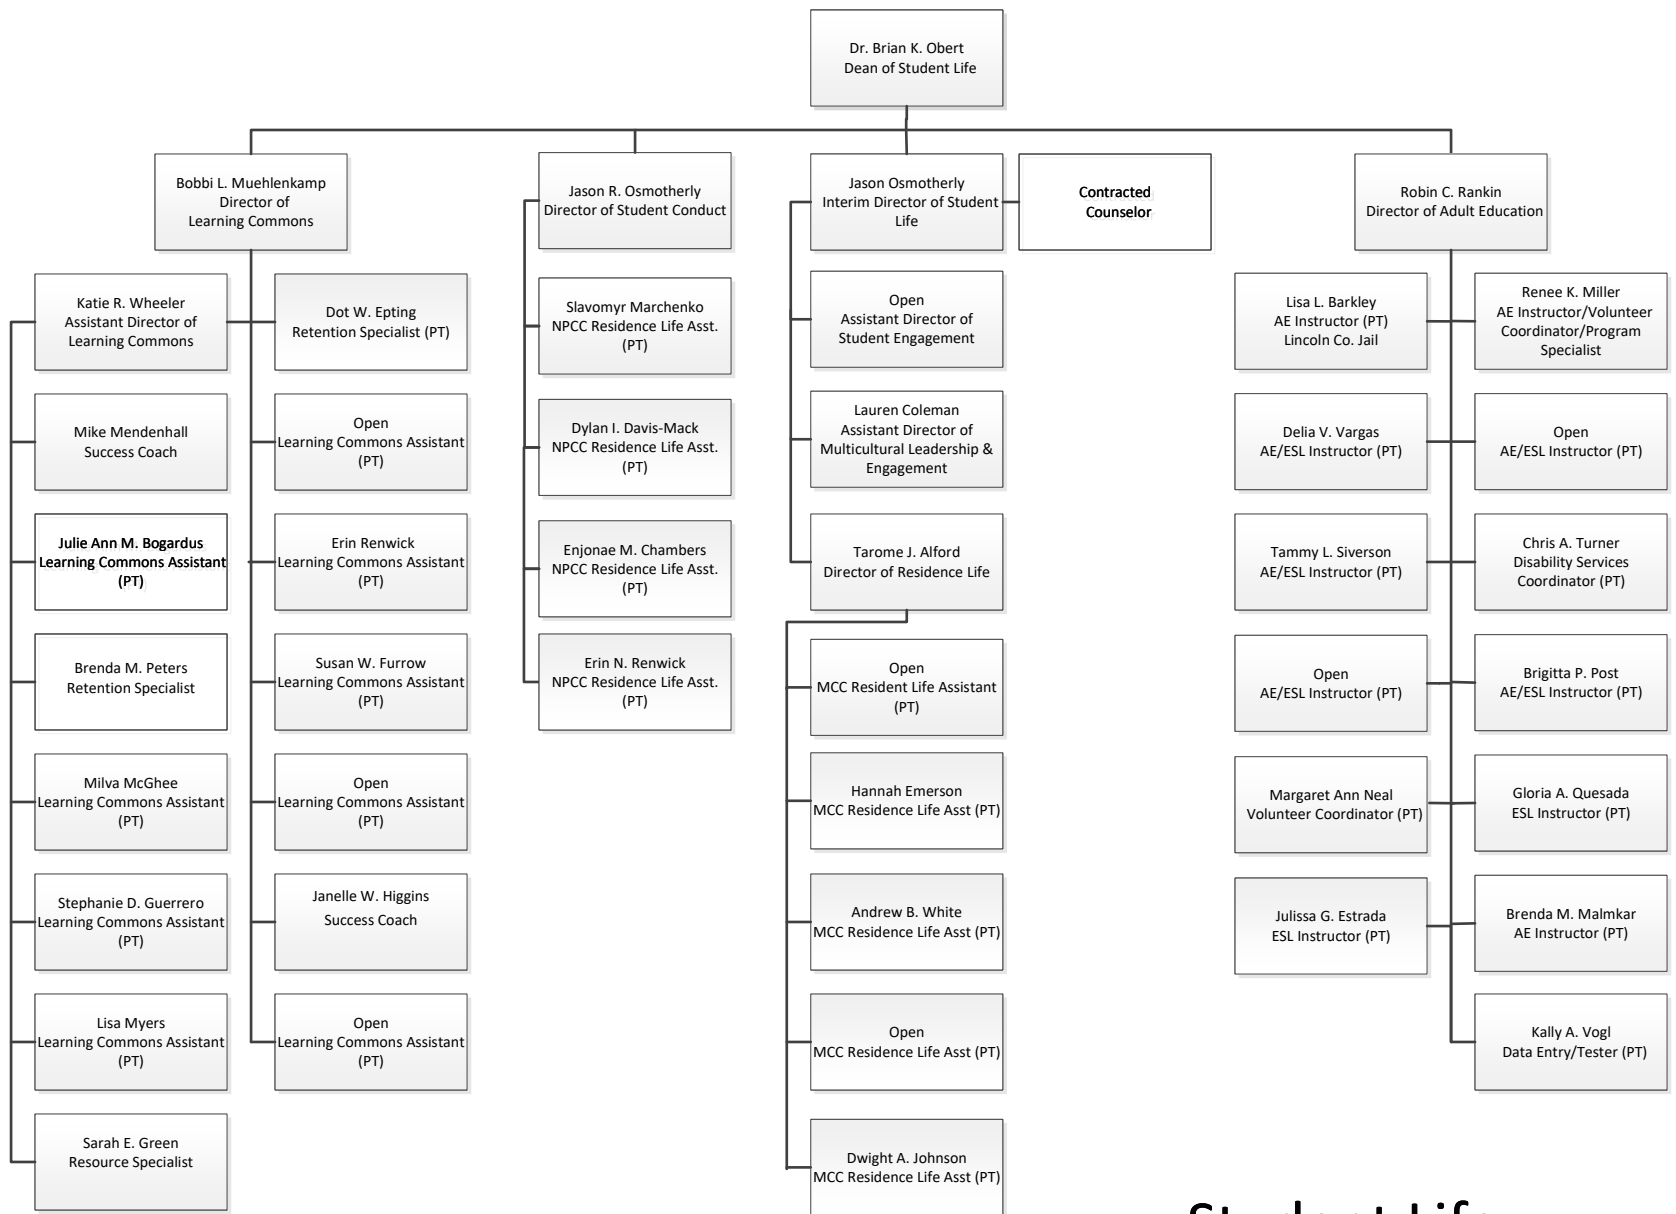 Dr. Brian K. Obert
Dean of Student Life
Bobbi L. Muehlenkamp
Director of
Learning Commons
Jason R. Osmotherly
Director of Student Conduct
Jason Osmotherly
Interim Director of Student
Life
Contracted
Counselor
Robin C. Rankin
Director of Adult Education
Katie R. Wheeler
Assistant Director of
Learning Commons
Mike Mendenhall
Success Coach
Julie Ann M. Bogardus
Learning Commons Assistant
(PT)
Brenda M. Peters
Retention Specialist
Milva McGhee
Learning Commons Assistant
(PT)
Stephanie D. Guerrero
Learning Commons Assistant
(PT)
Lisa Myers
Learning Commons Assistant
(PT)
Sarah E. Green
Resource Specialist
Dot W. Epting
Retention Specialist (PT)
Open
Learning Commons Assistant
(PT)
Erin Renwick
Learning Commons Assistant
(PT)
Susan W. Furrow
Learning Commons Assistant
(PT)
Open
Learning Commons Assistant
(PT)
Janelle W. Higgins
Success Coach
Open
Learning Commons Assistant
(PT)
Slavomyr Marchenko
NPCC Residence Life Asst.
(PT)
Dylan I. Davis-Mack
NPCC Residence Life Asst.
(PT)
Enjonae M. Chambers
NPCC Residence Life Asst.
(PT)
Erin N. Renwick
NPCC Residence Life Asst.
(PT)
Open
Assistant Director of
Student Engagement
Lauren Coleman
Assistant Director of
Multicultural Leadership &
Engagement
Tarome J. Alford
Director of Residence Life
Open
MCC Resident Life Assistant
(PT)
Hannah Emerson
MCC Residence Life Asst (PT)
Andrew B. White
MCC Residence Life Asst (PT)
Open
MCC Residence Life Asst (PT)
Dwight A. Johnson
MCC Residence Life Asst (PT)
Lisa L. Barkley
AE Instructor (PT)
Lincoln Co. Jail
Delia V. Vargas
AE/ESL Instructor (PT)
Tammy L. Siverson
AE/ESL Instructor (PT)
Open
AE/ESL Instructor (PT)
Margaret Ann Neal
Volunteer Coordinator (PT)
Julissa G. Estrada
ESL Instructor (PT)
Renee K. Miller
AE Instructor/Volunteer
Coordinator/Program
Specialist
Open
AE/ESL Instructor (PT)
Chris A. Turner
Disability Services
Coordinator (PT)
Brigitta P. Post
AE/ESL Instructor (PT)
Gloria A. Quesada
ESL Instructor (PT)
Brenda M. Malmkar
AE Instructor (PT)
Kally A. Vogl
Data Entry/Tester (PT)
Student Life